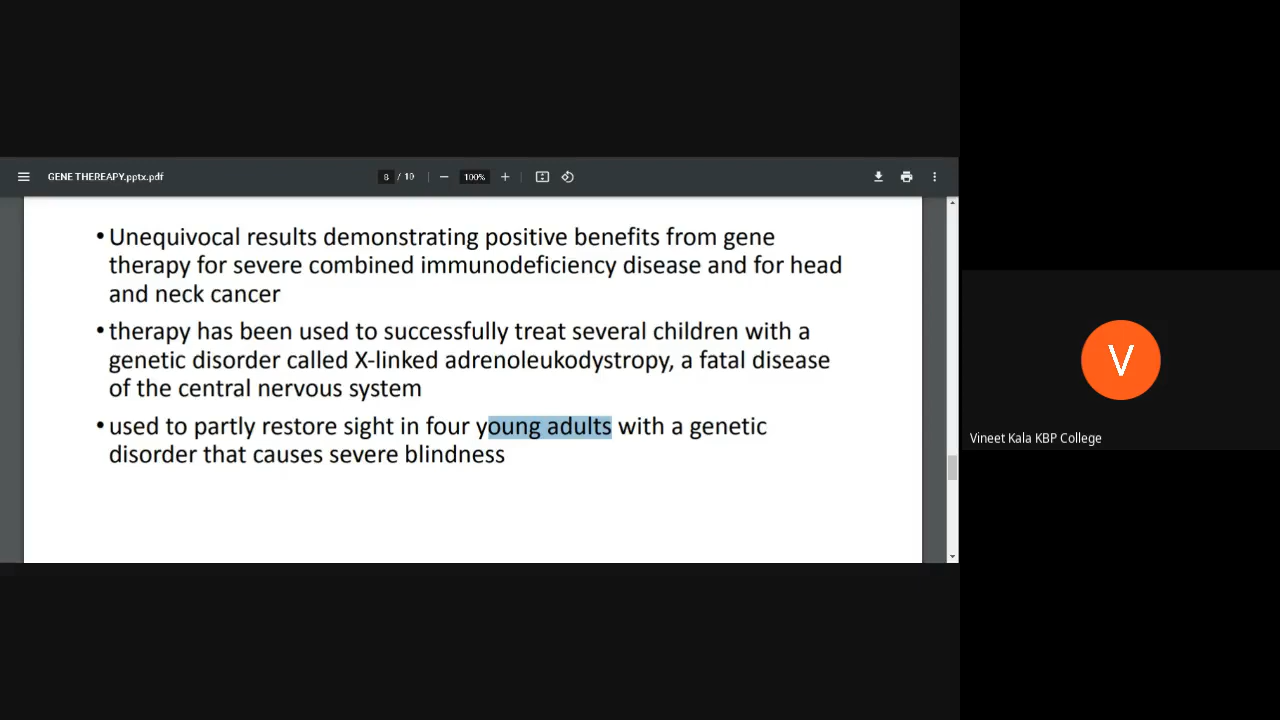 GENE THEREAPY.pptx.pdf
8 / 10
100%
• Unequivocal results demonstrating positive benefits from gene
therapy for severe combined immunodeficiency disease and for head
and neck cancer
• therapy has been used to successfully treat several children with a
genetic disorder called X-linked adrenoleukodystropy, a fatal disease
of the central nervous system
• used to partly restore sight in four young adults with a genetic
disorder that causes severe blindness
V
Vineet Kala KBP College